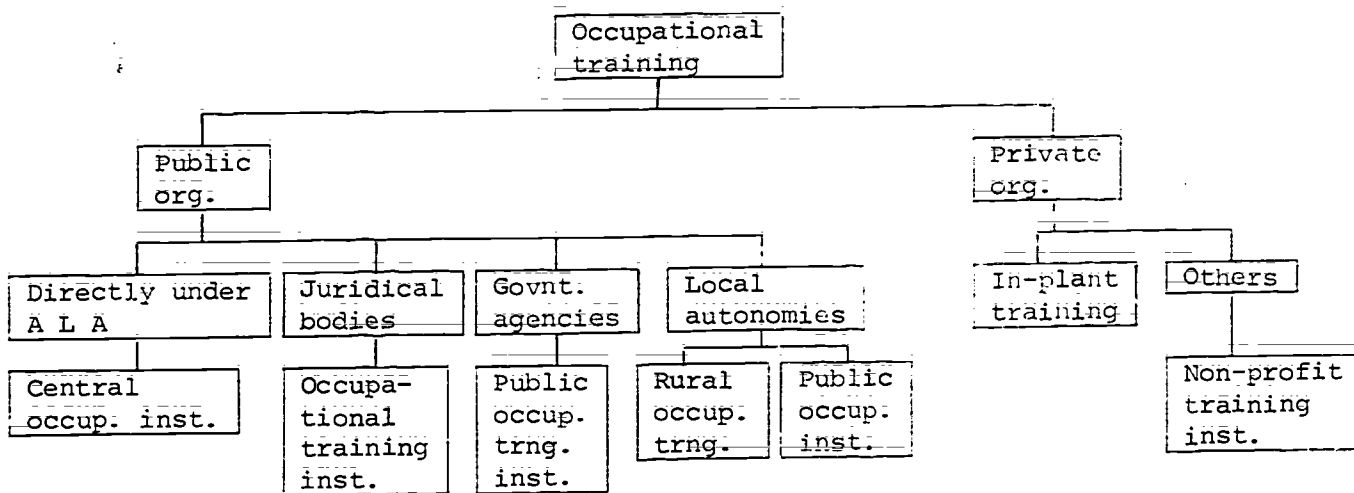 Occupational
training
Public
org.
Private
org.
Directly under
A L A
Juridical
bodies
Govnt.
agencies
Local
autonomies
In-plant
training
Others
Central
occup. inst.
Occupa-
tional
training
inst.
Public
occup.
trng.
inst.
Rural
occup.
trng.
Public
occup.
inst.
Non-profit
training
inst.